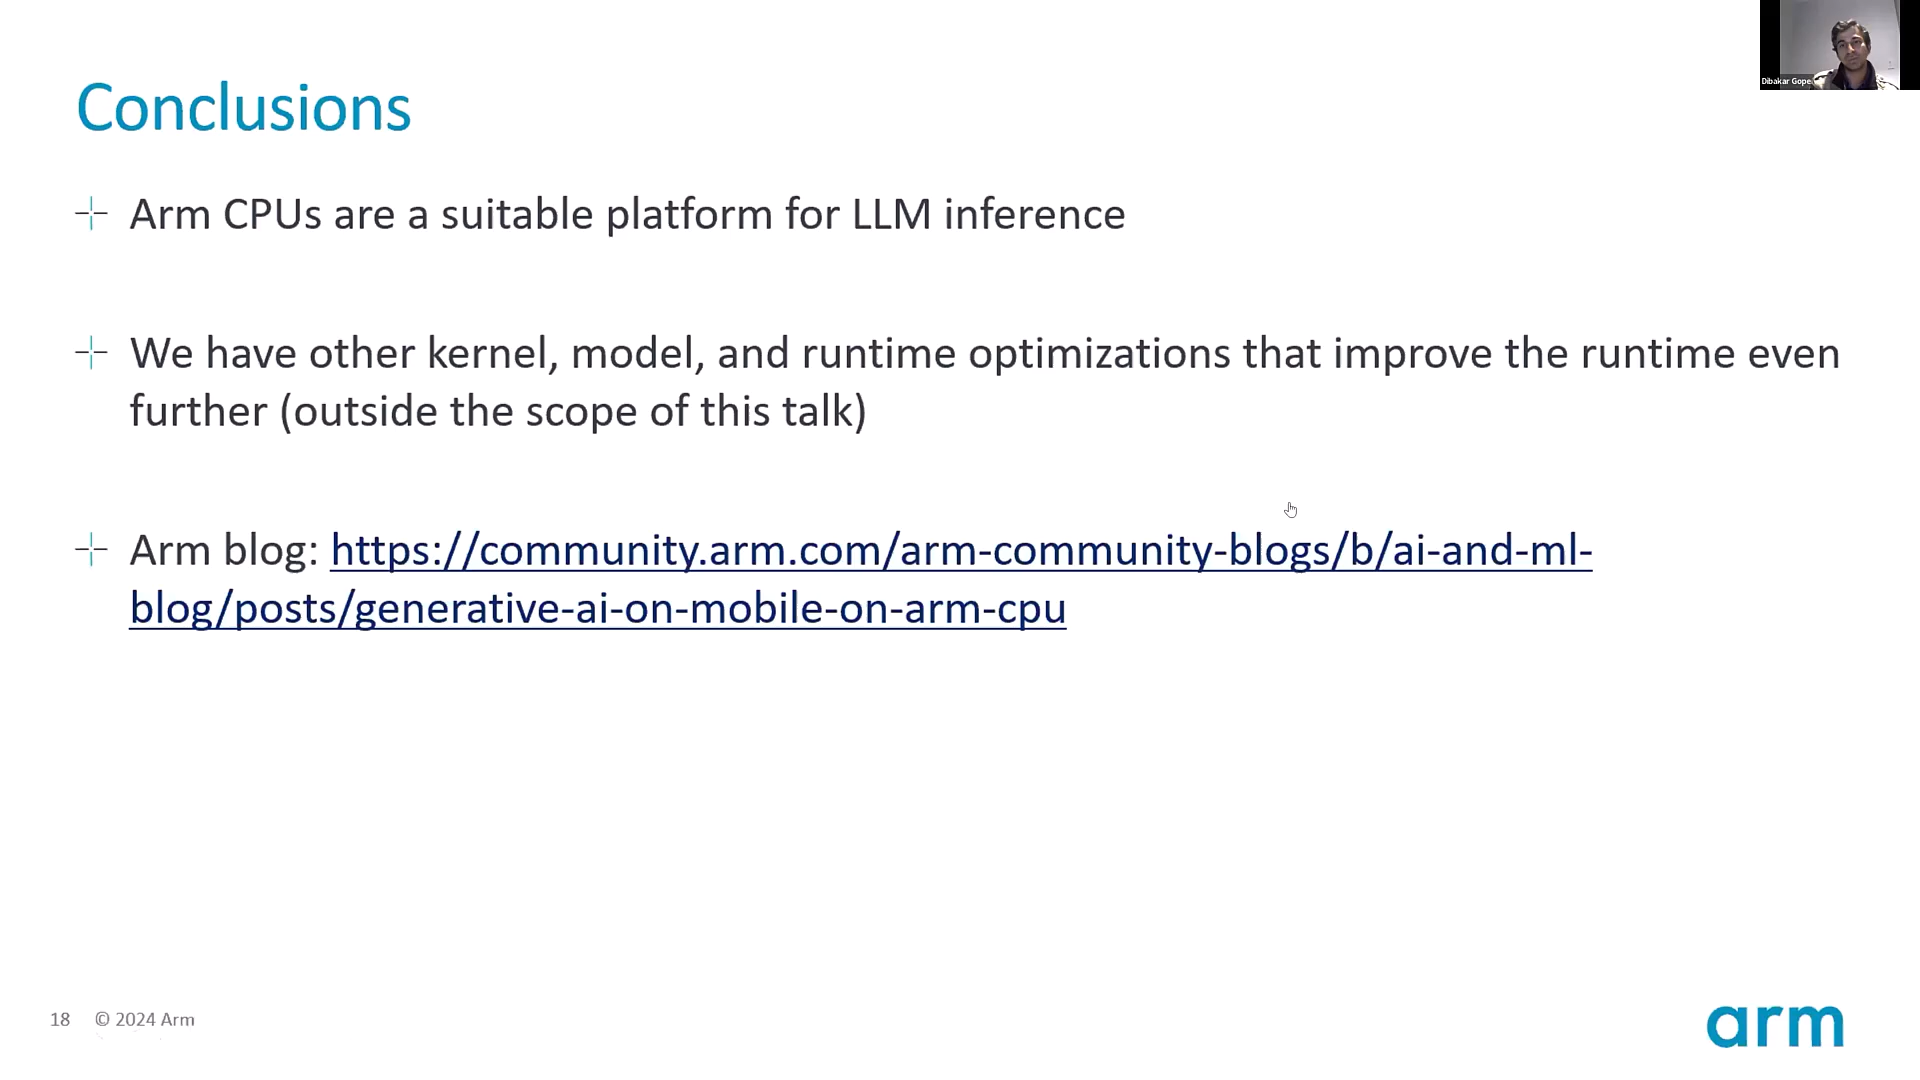 Dibakar Gope
Conclusions
Arm CPUs are a suitable platform for LLM inference
We have other kernel, model, and runtime optimizations that improve the runtime even
further (outside the scope of this talk)
Arm blog: https://community.arm.com/arm-community-blogs/b/ai-and-ml-
blog/posts/generative-ai-on-mobile-on-arm-cpu
18 © 2024 Arm
arm